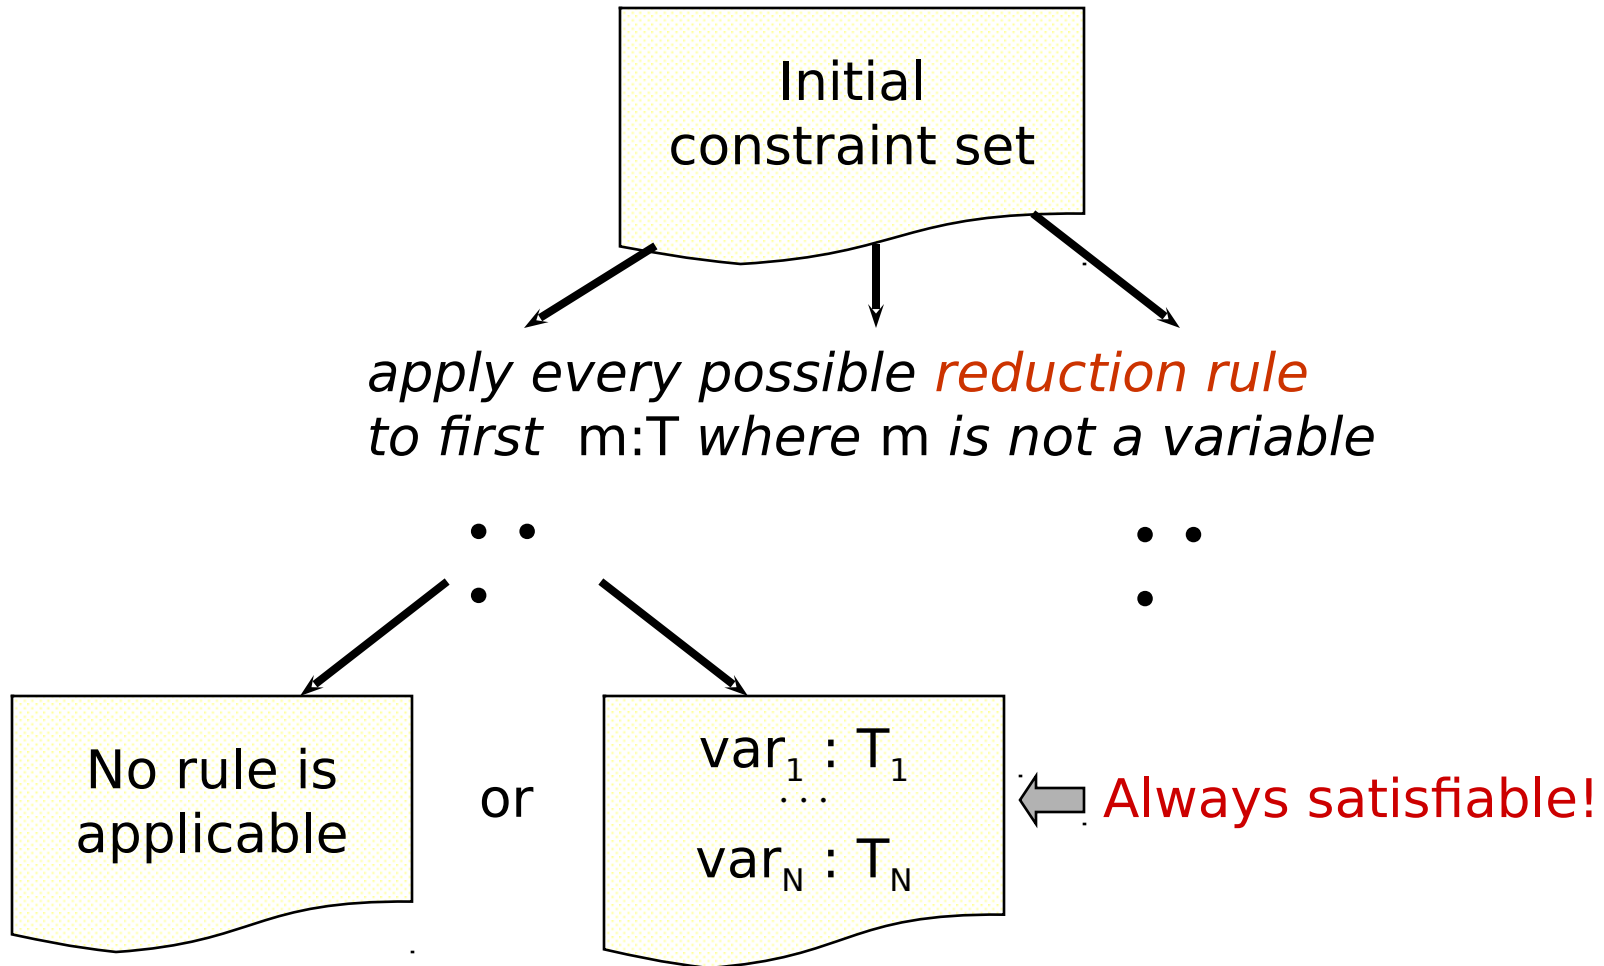 Initial
constraint set
apply every possible reduction rule
to first m:T where m is not a variable
• •
•
• •
•
No rule is
applicable
or
var₁ : T₁
. . .
varN : TN
Always satisfiable!